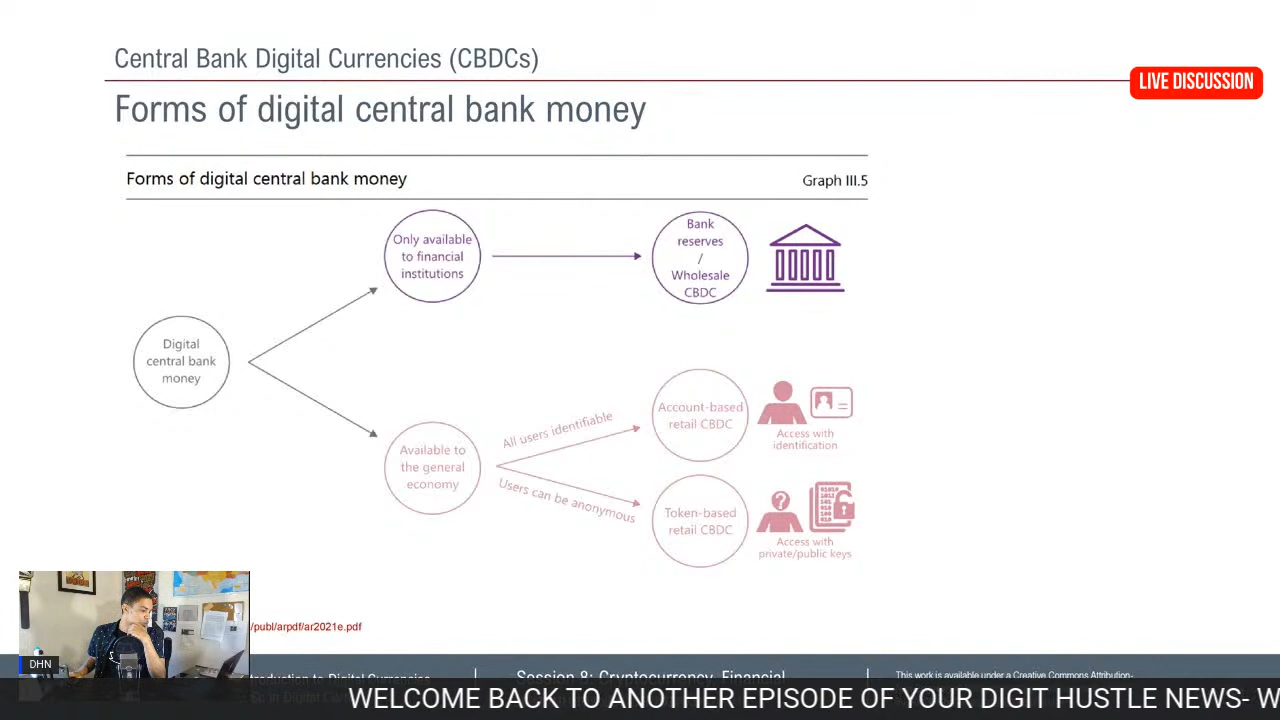 Central Bank Digital Currencies (CBDCs)
LIVE DISCUSSION
Forms of digital central bank money
Forms of digital central bank money
Graph III.5
Only available
to financial
institutions
Bank
reserves
/
Wholesale
CBDC
Digital
central bank
money
Available to
the general
economy
All users identifiable
Users can be anonymous
Account-based
retail CBDC
Access with
identification
Token-based
retail CBDC
Access with
private/public keys
/publ/arpdf/ar2021e.pdf
DHN
troduction to Digital Currencies
Session 8: Cryptocurrency, Financial
This work is available under a Creative Commons Attribution-
WELCOME BACK TO ANOTHER EPISODE OF YOUR DIGIT HUSTLE NEWS- W